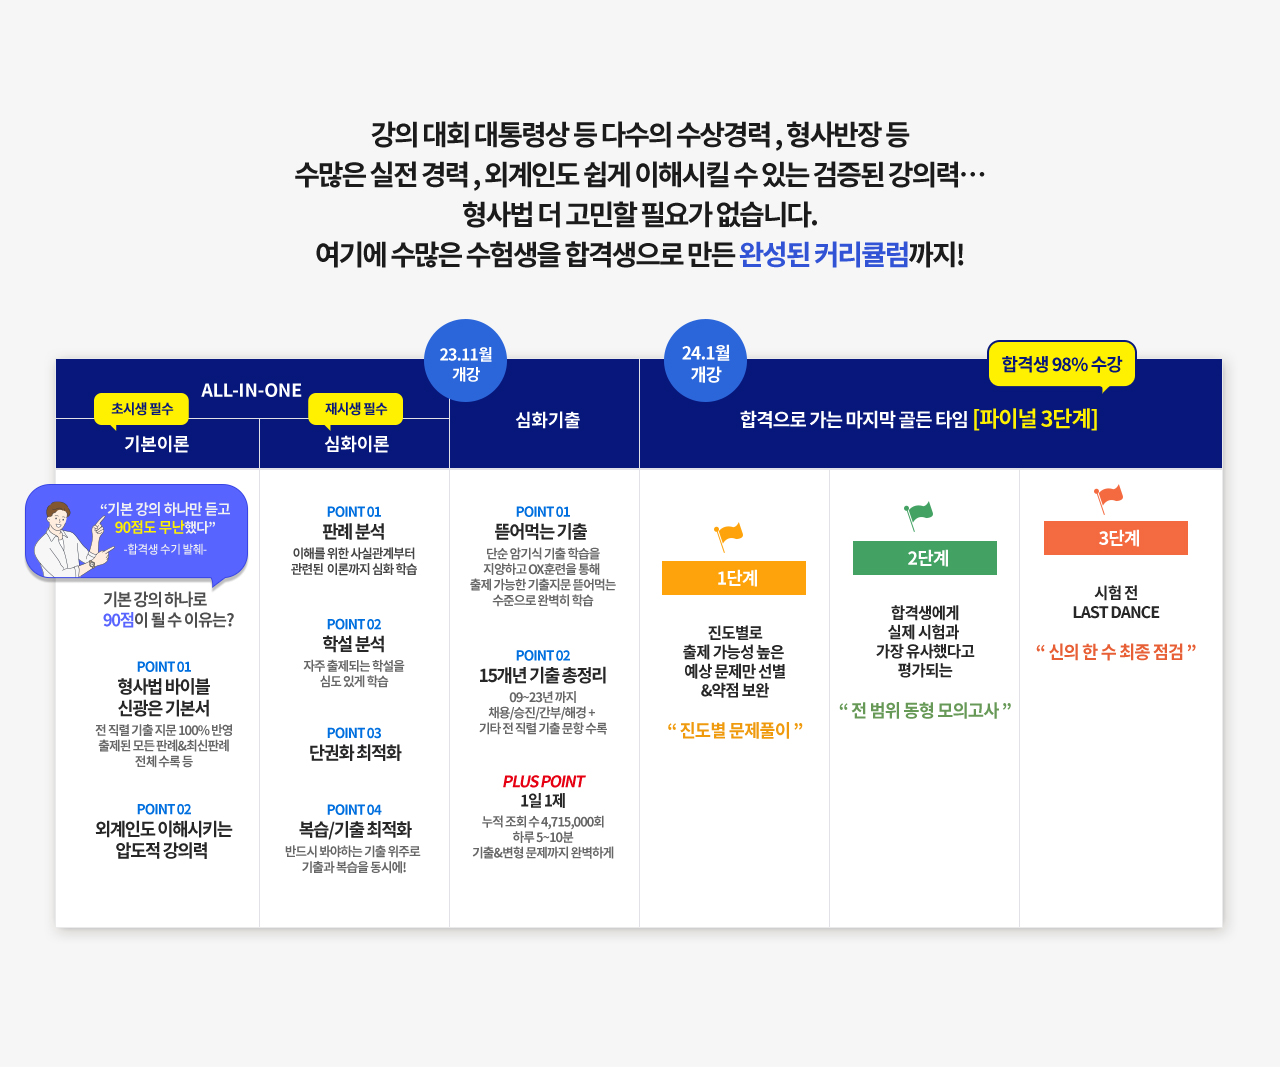 강의 대회 대통령상 등 다수의 수상경력 , 형사반장 등
수많은 실전 경력 , 외계인도 쉽게 이해시킬 수 있는 검증된 강의력…
형사법 더 고민할 필요가 없습니다.
여기에 수많은 수험생을 합격생으로 만든 완성된 커리큘럼까지!
ALL-IN-ONE
초시생 필수
기본이론
재시생 필수
심화이론
23.11월
개강
심화기출
24.1월
개강
합격생 98% 수강
합격으로 가는 마지막 골든 타임 [파이널 3단계]
“기본 강의 하나만 듣고
90점도 무난했다”
-합격생 수기 발췌-
기본 강의 하나로
90점이 될 수 이유는?
POINT 01
형사법 바이블
신광은 기본서
전 직렬 기출 지문 100% 반영
출제된 모든 판례&최신판례
전체 수록 등
POINT 02
외계인도 이해시키는
압도적 강의력
POINT 01
판례 분석
이해를 위한 사실관계부터
관련된 이론까지 심화 학습
POINT 02
학설 분석
자주 출제되는 학설을
심도 있게 학습
POINT 03
단권화 최적화
POINT 04
복습/기출 최적화
반드시 봐야하는 기출 위주로
기출과 복습을 동시에!
POINT 01
뜯어먹는 기출
단순 암기식 기출 학습을
지양하고 OX훈련을 통해
출제 가능한 기출지문 뜯어먹는
수준으로 완벽히 학습
POINT 02
15개년 기출 총정리
09~23년 까지
채용/승진/간부/해경 +
기타 전 직렬 기출 문항 수록
PLUS POINT
1일 1제
누적 조회 수 4,715,000회
하루 5~10분
기출&변형 문제까지 완벽하게
1단계
진도별로
출제 가능성 높은
예상 문제만 선별
&약점 보완
“ 진도별 문제풀이 ”
2단계
합격생에게
실제 시험과
가장 유사했다고
평가되는
“ 전 범위 동형 모의고사 ”
3단계
시험 전
LAST DANCE
“ 신의 한 수 최종 점검 ”